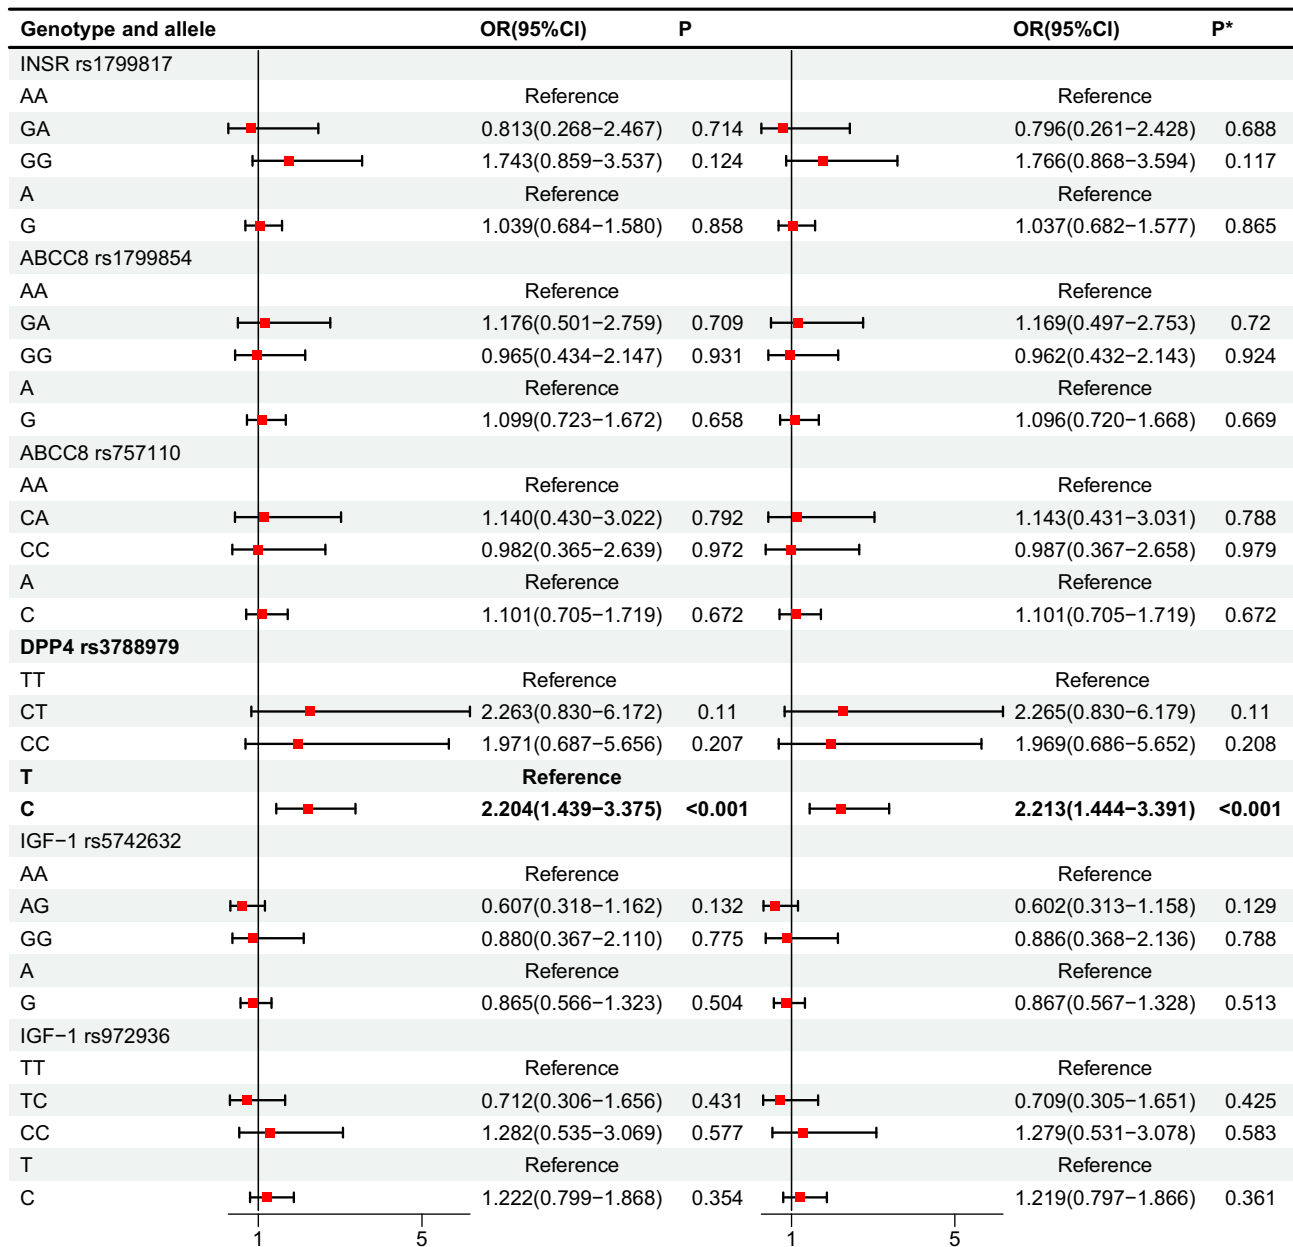 Genotype and allele OR(95%CI) P OR(95%CI) P*
INSR rs1799817
AA Reference Reference
GA 0.813(0.268−2.467) 0.714 0.796(0.261−2.428) 0.688
GG 1.743(0.859−3.537) 0.124 1.766(0.868−3.594) 0.117
A Reference Reference
G 1.039(0.684−1.580) 0.858 1.037(0.682−1.577) 0.865
ABCC8 rs1799854
AA Reference Reference
GA 1.176(0.501−2.759) 0.709 1.169(0.497−2.753) 0.72
GG 0.965(0.434−2.147) 0.931 0.962(0.432−2.143) 0.924
A Reference Reference
G 1.099(0.723−1.672) 0.658 1.096(0.720−1.668) 0.669
ABCC8 rs757110
AA Reference Reference
CA 1.140(0.430−3.022) 0.792 1.143(0.431−3.031) 0.788
CC 0.982(0.365−2.639) 0.972 0.987(0.367−2.658) 0.979
A Reference Reference
C 1.101(0.705−1.719) 0.672 1.101(0.705−1.719) 0.672
DPP4 rs3788979
TT Reference Reference
CT 2.263(0.830−6.172) 0.11 2.265(0.830−6.179) 0.11
CC 1.971(0.687−5.656) 0.207 1.969(0.686−5.652) 0.208
T Reference
C 2.204(1.439−3.375) <0.001 2.213(1.444−3.391) <0.001
IGF−1 rs5742632
AA Reference Reference
AG 0.607(0.318−1.162) 0.132 0.602(0.313−1.158) 0.129
GG 0.880(0.367−2.110) 0.775 0.886(0.368−2.136) 0.788
A Reference Reference
G 0.865(0.566−1.323) 0.504 0.867(0.567−1.328) 0.513
IGF−1 rs972936
TT Reference Reference
TC 0.712(0.306−1.656) 0.431 0.709(0.305−1.651) 0.425
CC 1.282(0.535−3.069) 0.577 1.279(0.531−3.078) 0.583
T Reference Reference
C 1.222(0.799−1.868) 0.354 1.219(0.797−1.866) 0.361
1 5 1 5